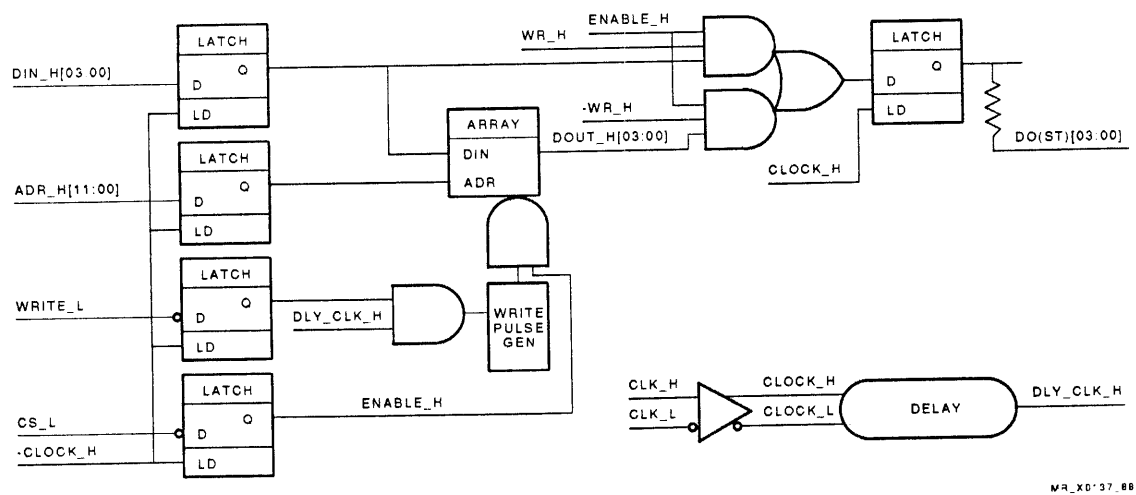 ENABLE_H
LATCH
WR_H
LATCH
DIN_H[03:00]
Q
D
LD
Q
D
LD
ARRAY
-WR_H
DIN
DOUT_H[03:00]
DO(ST)[03:00]
LATCH
ADR
CLOCK_H
ADR_H[11:00]
Q
D
LD
LATCH
WRITE_L
Q
D
DLY_CLK_H
WRITE
PULSE
GEN
LD
LATCH
CLK_H
CLOCK_H
ENABLE_H
Q
CS_L
D
CLK_L
CLOCK_L
DELAY
DLY_CLK_H
-CLOCK_H
LD
MR_X0137_88